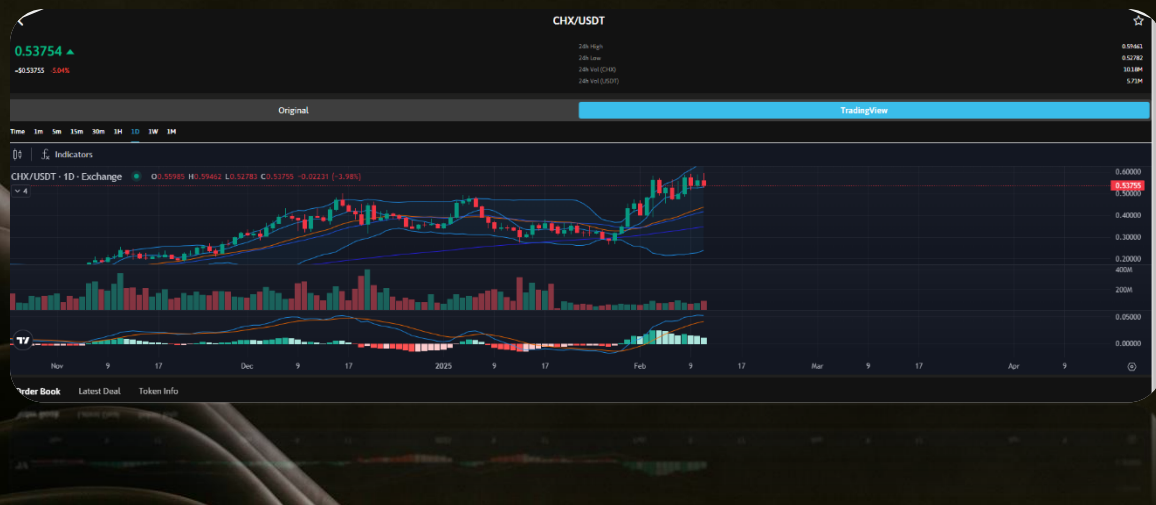 CHX/USDT
0.53754
≈$0.53755 -5.04%
24h High 0.59461
24h Low 0.52782
24h Vol (CHX) 10.18M
24h Vol (USDT) 5.71M
Original TradingView
Time 1m 5m 15m 30m 1H 1D 1W 1M
Indicators
CHX/USDT · 1D · Exchange O0.55985 H0.59462 L0.52783 C0.53755 -0.02231 (-3.98%)
4
0.60000
0.53755
0.50000
0.40000
0.30000
0.20000
400M
200M
0.05000
0.00000
Nov 9 17 Dec 9 17 2025 9 17 Feb 9 17 Mar 9 17 Apr 9
Order Book Latest Deal Token Info